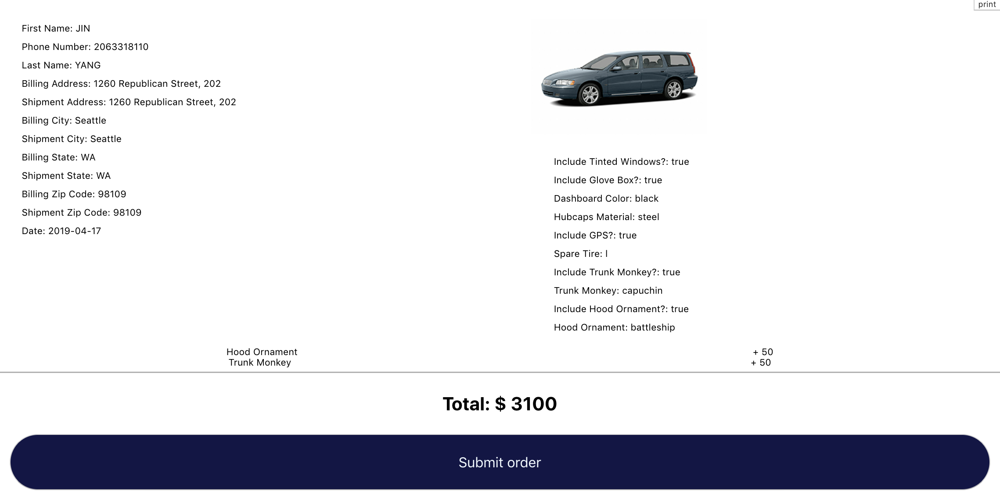 print
First Name: JIN
Phone Number: 2063318110
Last Name: YANG
Billing Address: 1260 Republican Street, 202
Shipment Address: 1260 Republican Street, 202
Billing City: Seattle
Shipment City: Seattle
Billing State: WA
Shipment State: WA
Billing Zip Code: 98109
Shipment Zip Code: 98109
Date: 2019-04-17
Include Tinted Windows?: true
Include Glove Box?: true
Dashboard Color: black
Hubcaps Material: steel
Include GPS?: true
Spare Tire: l
Include Trunk Monkey?: true
Trunk Monkey: capuchin
Include Hood Ornament?: true
Hood Ornament: battleship
Hood Ornament + 50
Trunk Monkey + 50
Total: $ 3100
Submit order